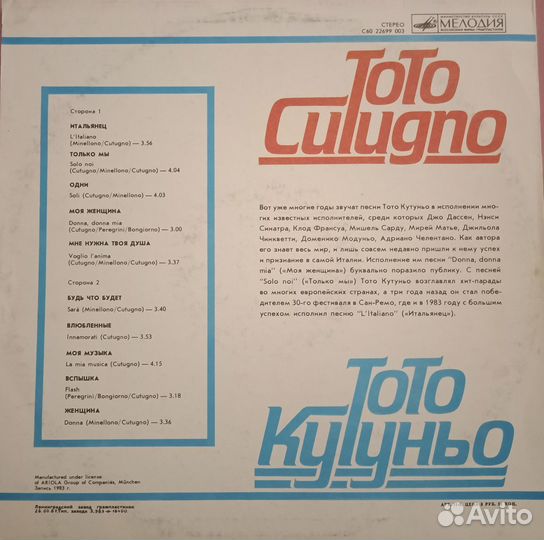 СТЕРЕО
С60 22699 003
МЕЛОДИЯ
TOTO
CUTUGNO
Сторона 1
ИТАЛЬЯНЕЦ
L'Italiano
(Minellono/Cutugno) — 3.56
ТОЛЬКО МЫ
Solo noi
(Cutugno/Minellono/Cutugno) — 4.04
ОДНИ
Soli (Cutugno/Minellono) — 4.03
МОЯ ЖЕНЩИНА
Donna, donna mia
(Cutugno/Peregrini/Bongiorno) — 3.00
МНЕ НУЖНА ТВОЯ ДУША
Voglio l'anima
(Cutugno/Minellono/Cutugno) — 3.37
Сторона 2
БУДЬ ЧТО БУДЕТ
Sarà (Minellono/Cutugno) — 3.40
ВЛЮБЛЕННЫЕ
Innamorati (Cutugno) — 3.53
МОЯ МУЗЫКА
La mia musica (Cutugno) — 4.15
ВСПЫШКА
Flash
(Peregrini/Bongiorno/Cutugno) — 3.18
ЖЕНЩИНА
Donna (Minellono/Cutugno) — 3.36
Вот уже многие годы звучат песни Тото Кутуньо в исполнении мно-
гих известных исполнителей, среди которых Джо Дассен, Нэнси
Синатра, Клод Франсуа, Мишель Сарду, Мирей Матье, Джильола
Чинкветти, Доменико Модуньо, Адриано Челентано. Как автора
его знает весь мир, и лишь совсем недавно пришли к нему успех
и признание в самой Италии. Исполнение им песни "Donna, donna
mia" («Моя женщина») буквально поразило публику. С песней
"Solo noi" («Только мы») Тото Кутуньо возглавлял хит-парады
во многих европейских странах, а три года назад он стал побе-
дителем 30-го фестиваля в Сан-Ремо, где и в 1983 году с большим
успехом исполнил песню "L'Italiano" («Итальянец»).
ТОТО
КУТУНЬО
Manufactured under license
of ARIOLA Group of Companies, München
Запись 1983 г.
Ленинградский завод грампластинок
Avito